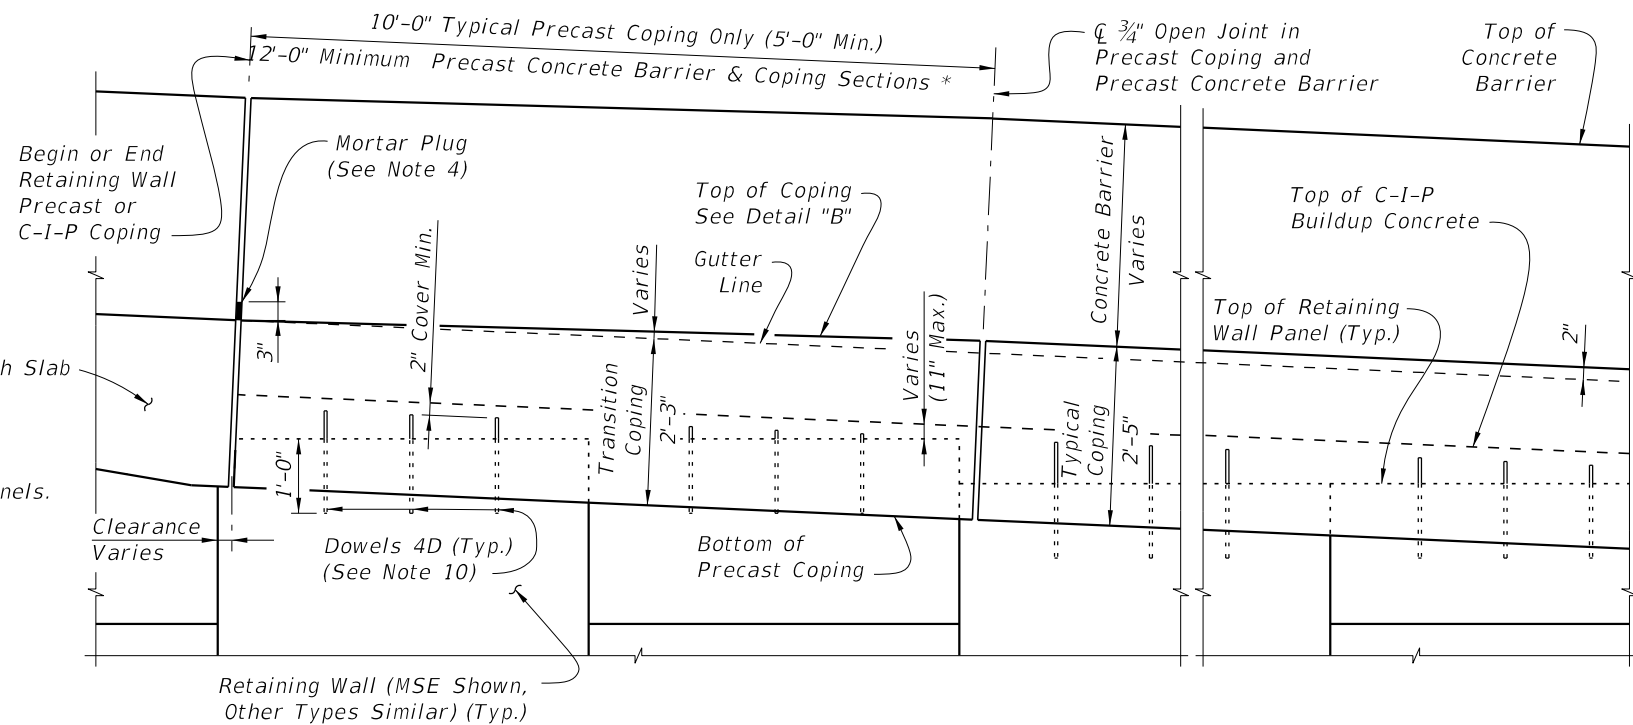 10'-0" Typical Precast Coping Only (5'-0" Min.)
12'-0" Minimum Precast Concrete Barrier & Coping Sections *
℄ ¾" Open Joint in
Precast Coping and
Precast Concrete Barrier
Top of
Concrete
Barrier
Begin or End
Retaining Wall
Precast or
C-I-P Coping
Mortar Plug
(See Note 4)
Top of Coping
See Detail "B"
Gutter
Line
Concrete Barrier
Varies
Top of C-I-P
Buildup Concrete
Top of Retaining
Wall Panel (Typ.)
2"
3"
2" Cover Min.
Varies
Varies
(11" Max.)
h Slab
Transition
Coping
2'-3"
Typical
Coping
2'-5"
1'-0"
nels.
Clearance
Varies
Dowels 4D (Typ.)
(See Note 10)
Bottom of
Precast Coping
Retaining Wall (MSE Shown,
Other Types Similar) (Typ.)